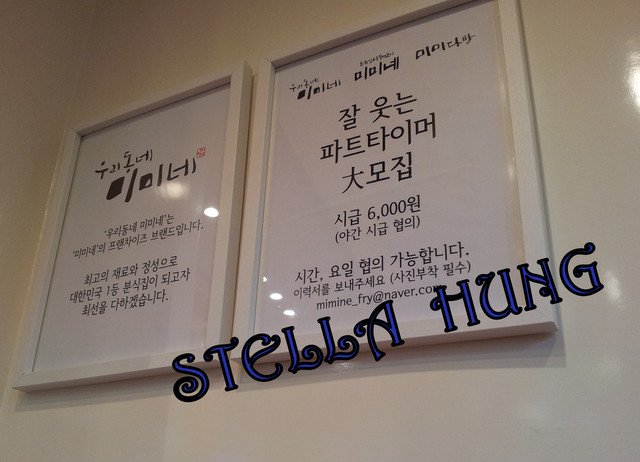 우리동네
미미네
'우리동네 미미네'는
'미미네'의 프랜차이즈 브랜드입니다.
최고의 재료와 정성으로
대한민국 1등 분식집이 되고자
최선을 다하겠습니다.
우리동네
미미네 미미네 미미다방
잘 웃는
파트타이머
大모집
시급 6,000원
(야간 시급 협의)
시간, 요일 협의 가능합니다.
이력서를 보내주세요 (사진부착 필수)
mimine_fry@naver.com
STELLA HUNG